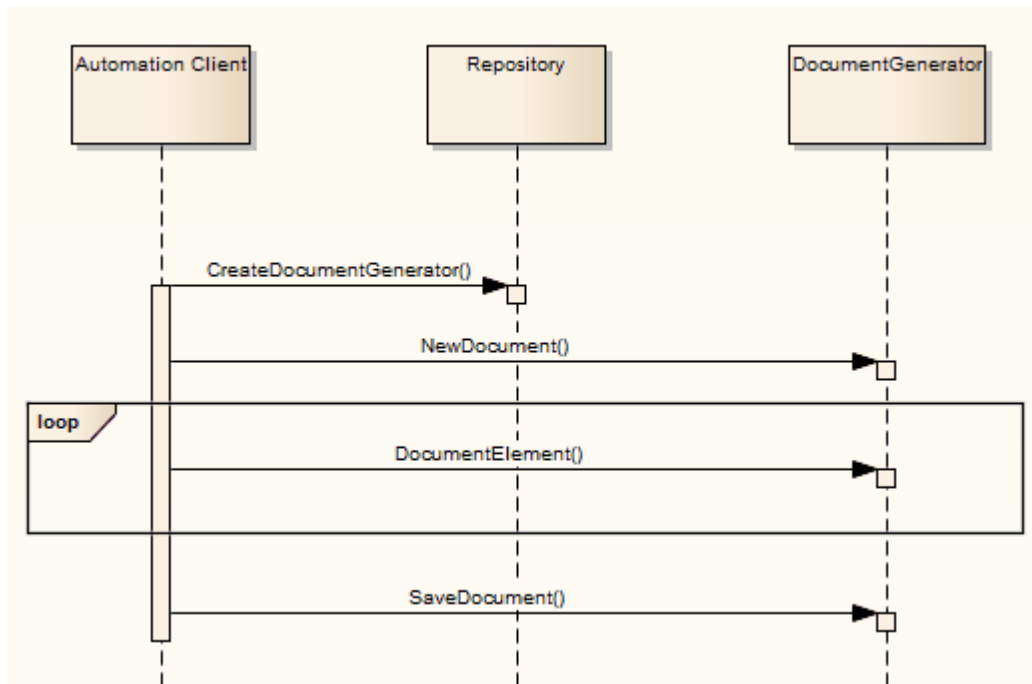 Automation Client
Repository
DocumentGenerator
CreateDocumentGenerator()
NewDocument()
loop
DocumentElement()
SaveDocument()